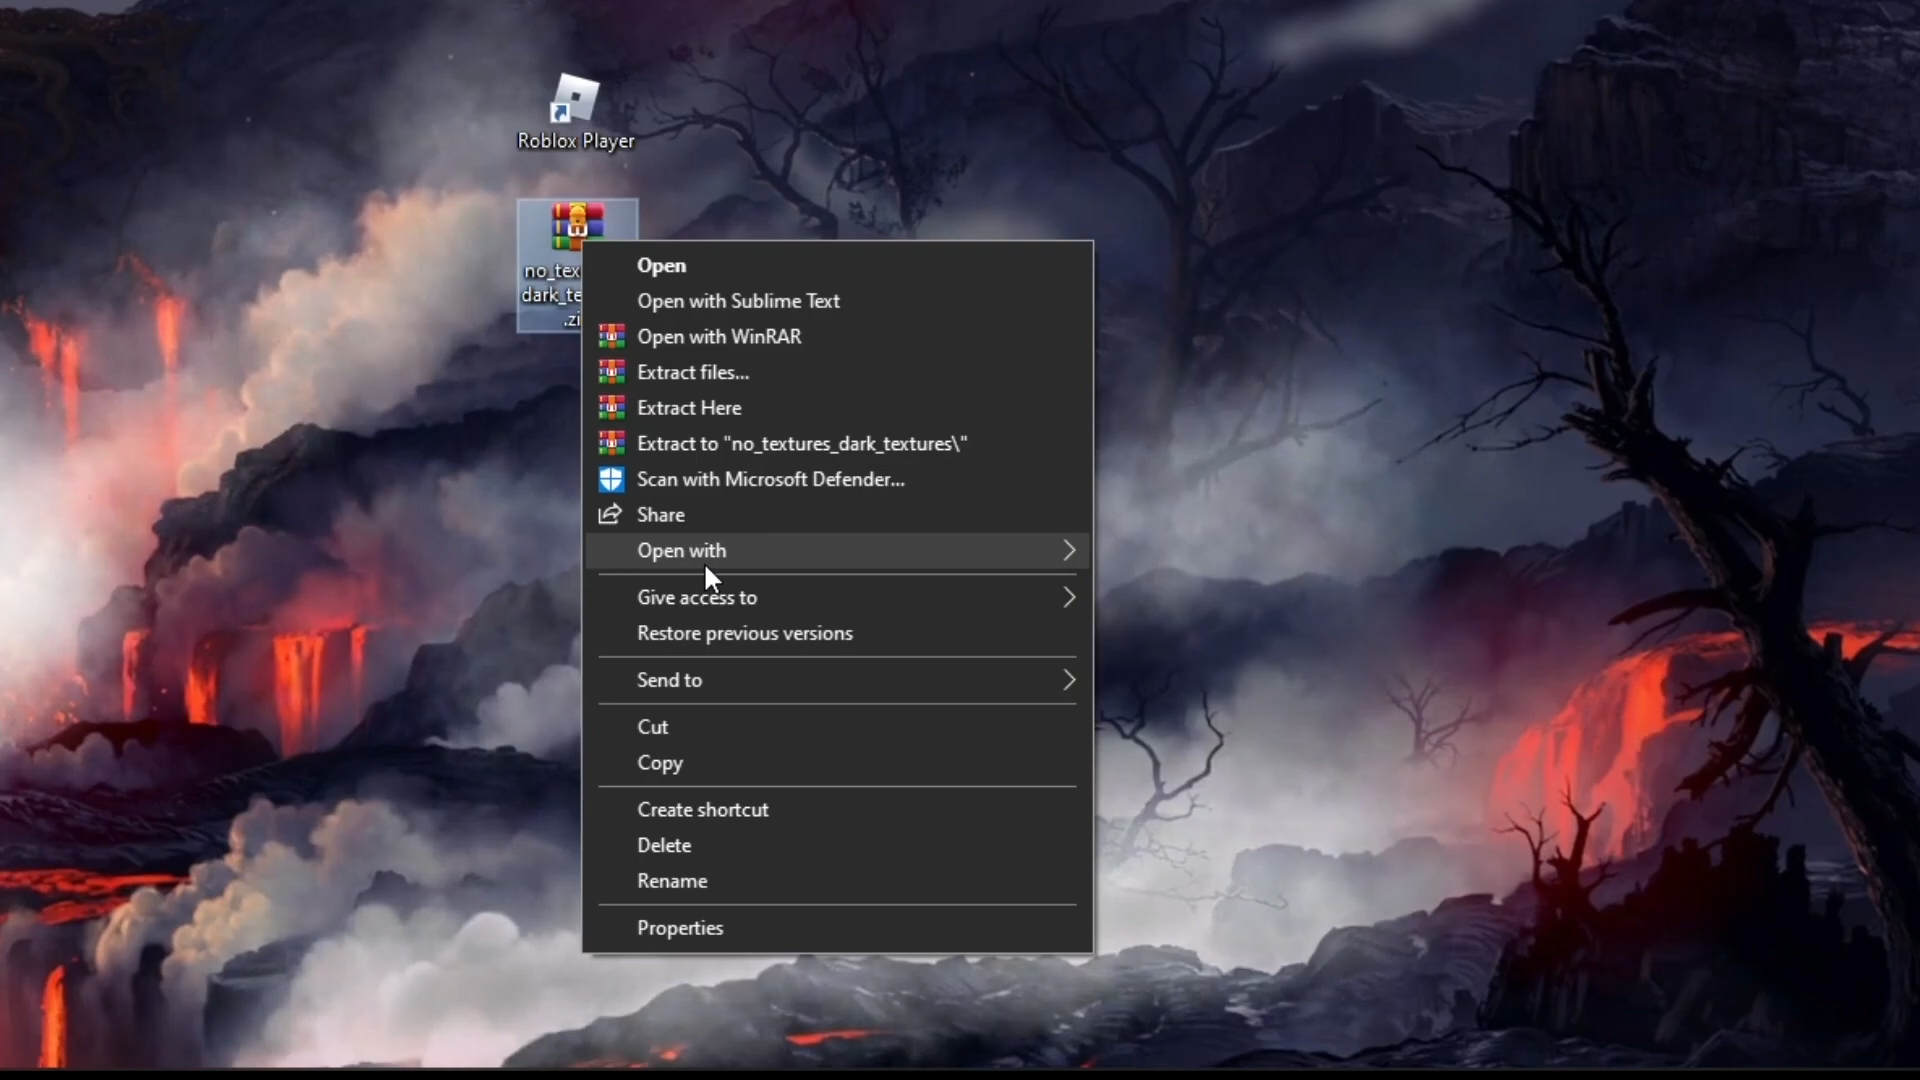 Roblox Player
no_tex
dark_te
.zi
Open
Open with Sublime Text
Open with WinRAR
Extract files...
Extract Here
Extract to "no_textures_dark_textures\"
Scan with Microsoft Defender...
Share
Open with
Give access to
Restore previous versions
Send to
Cut
Copy
Create shortcut
Delete
Rename
Properties